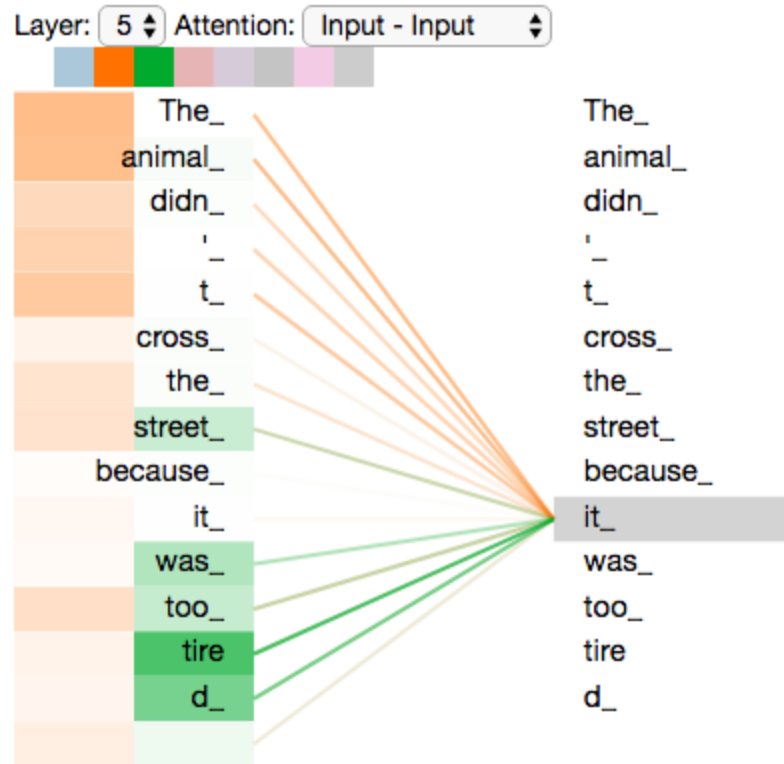 Layer: 5 Attention: Input - Input
The_ The_
animal_ animal_
didn_ didn_
'_ '_
t_ t_
cross_ cross_
the_ the_
street_ street_
because_ because_
it_ it_
was_ was_
too_ too_
tire tire
d_ d_